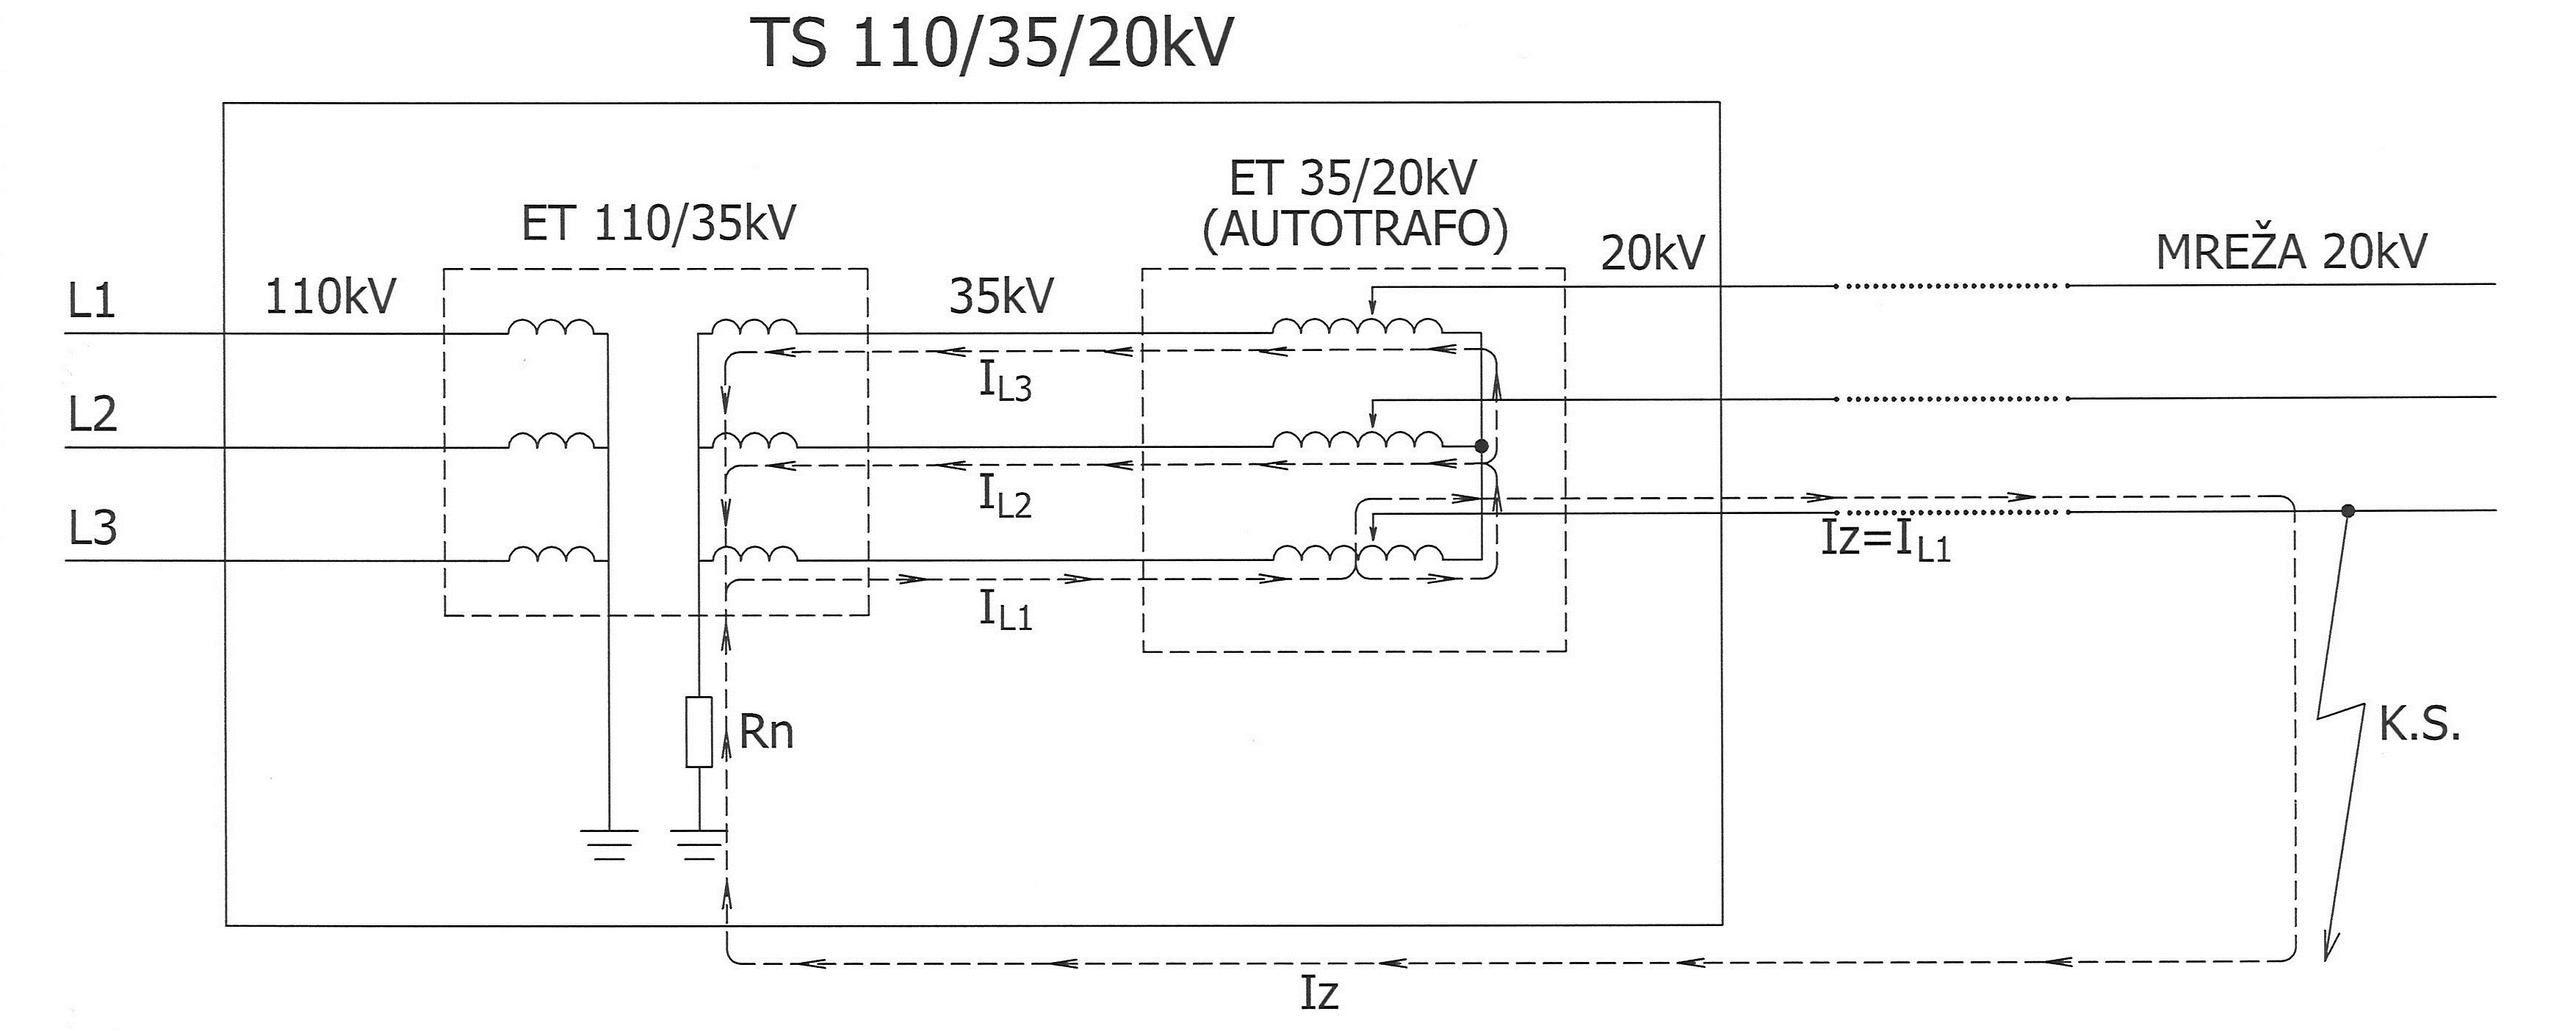 TS 110/35/20kV
ET 35/20kV
(AUTOTRAFO)
ET 110/35kV
20kV
MREŽA 20kV
L1
110kV
35kV
IL3
L2
IL2
L3
Iz=IL1
IL1
Rn
K.S.
Iz